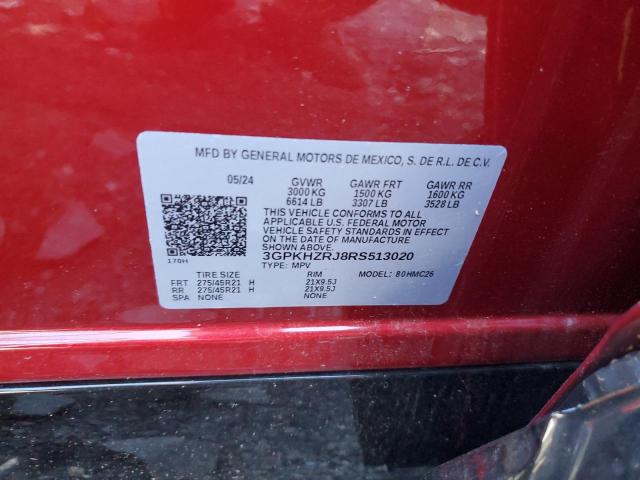 MFD BY GENERAL MOTORS DE MEXICO, S. DE R.L. DE C.V.
05/24 GVWR GAWR FRT GAWR RR
3000 KG 1500 KG 1600 KG
6614 LB 3307 LB 3528 LB
THIS VEHICLE CONFORMS TO ALL
APPLICABLE U.S. FEDERAL MOTOR
VEHICLE SAFETY STANDARDS IN
EFFECT ON THE DATE OF MANUFACTURE
SHOWN ABOVE.
3GPKHZRJ8RS513020
170H TYPE: MPV MODEL: 80HMC26
TIRE SIZE RIM
FRT 275/45R21 H 21X9.5J
RR 275/45R21 H 21X9.5J
SPA NONE NONE